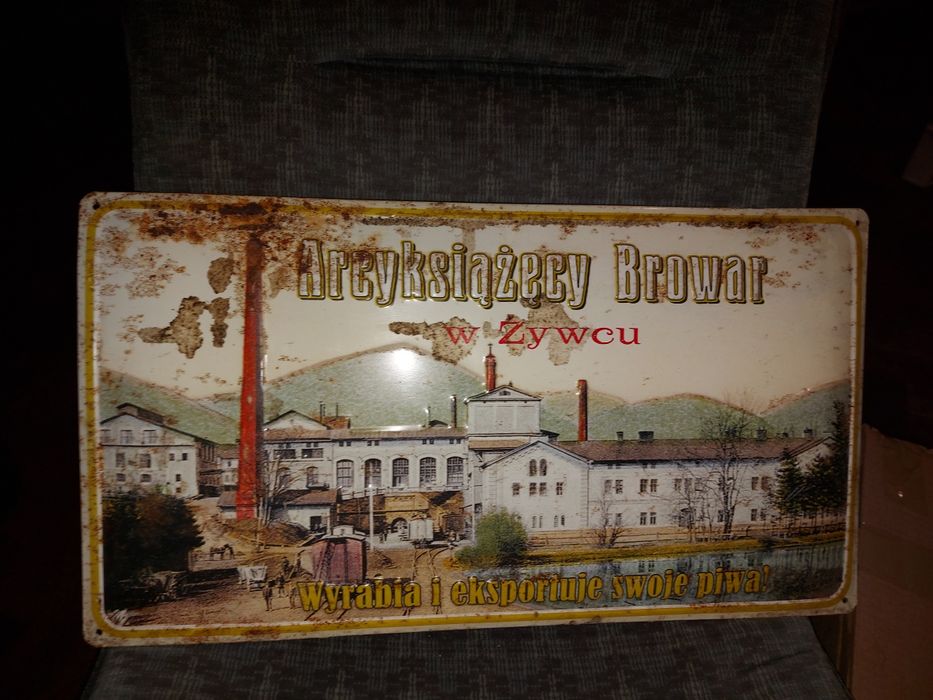 Arcyksiążęcy Browar
w Żywcu
Wyrabia i eksportuje swoje piwa!